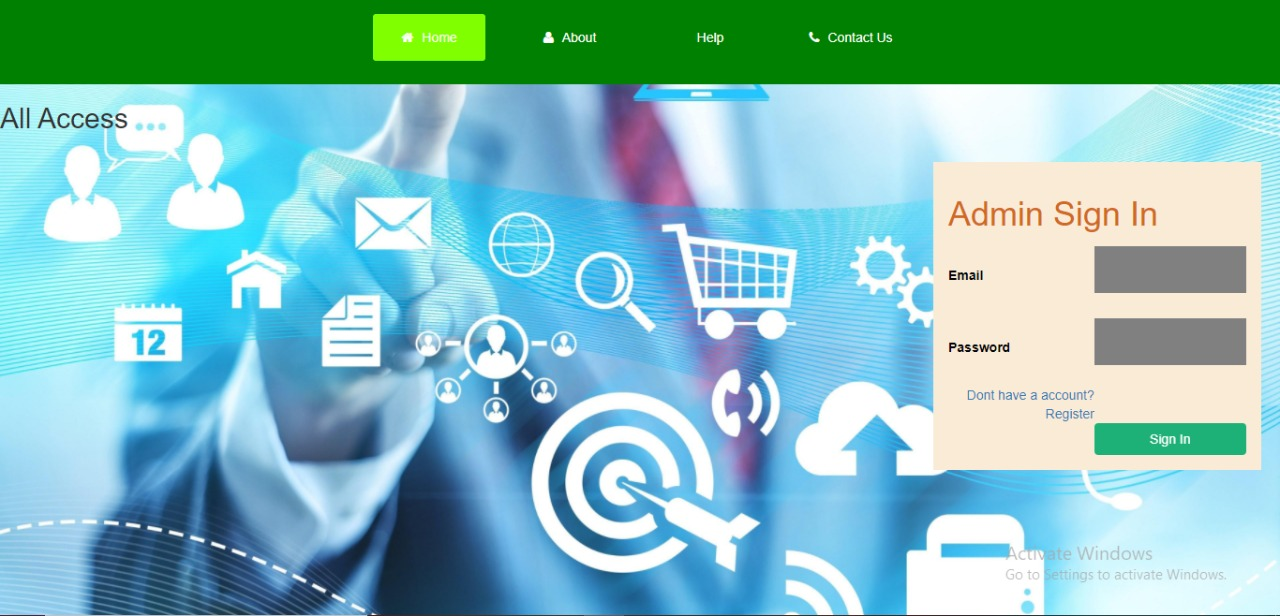 Home About Help Contact Us
All Access
Admin Sign In
Email
Password
Dont have a account?
Register
Sign In
12
Activate Windows
Go to Settings to activate Windows.